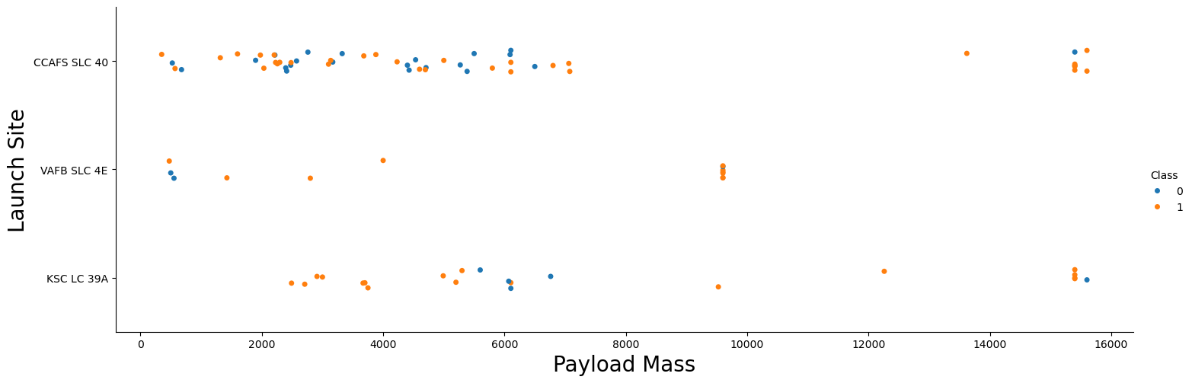 Launch Site
CCAFS SLC 40
VAFB SLC 4E
KSC LC 39A
0
2000
4000
6000
8000
10000
12000
14000
16000
Payload Mass
Class
0
1